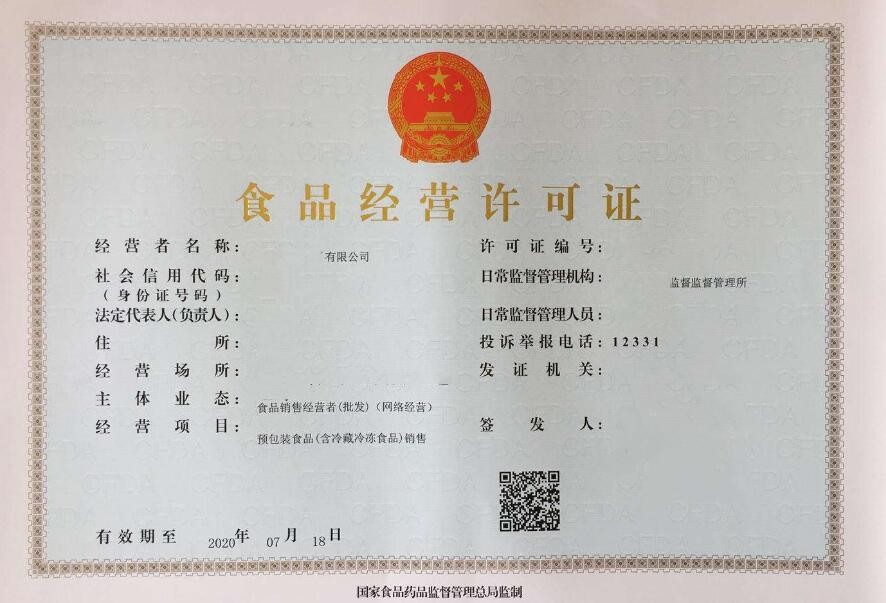 食品经营许可证
经营者名称：
有限公司
社会信用代码：
（身份证号码）
法定代表人(负责人)：
住所：
经营场所：
主体业态：
食品销售经营者(批发)（网络经营）
经营项目：
预包装食品(含冷藏冷冻食品)销售
许可证编号：
日常监督管理机构：
监督监督管理所
日常监督管理人员：
投诉举报电话：12331
发证机关：
签发人：
有效期至 2020年 07月 18日
国家食品药品监督管理总局监制